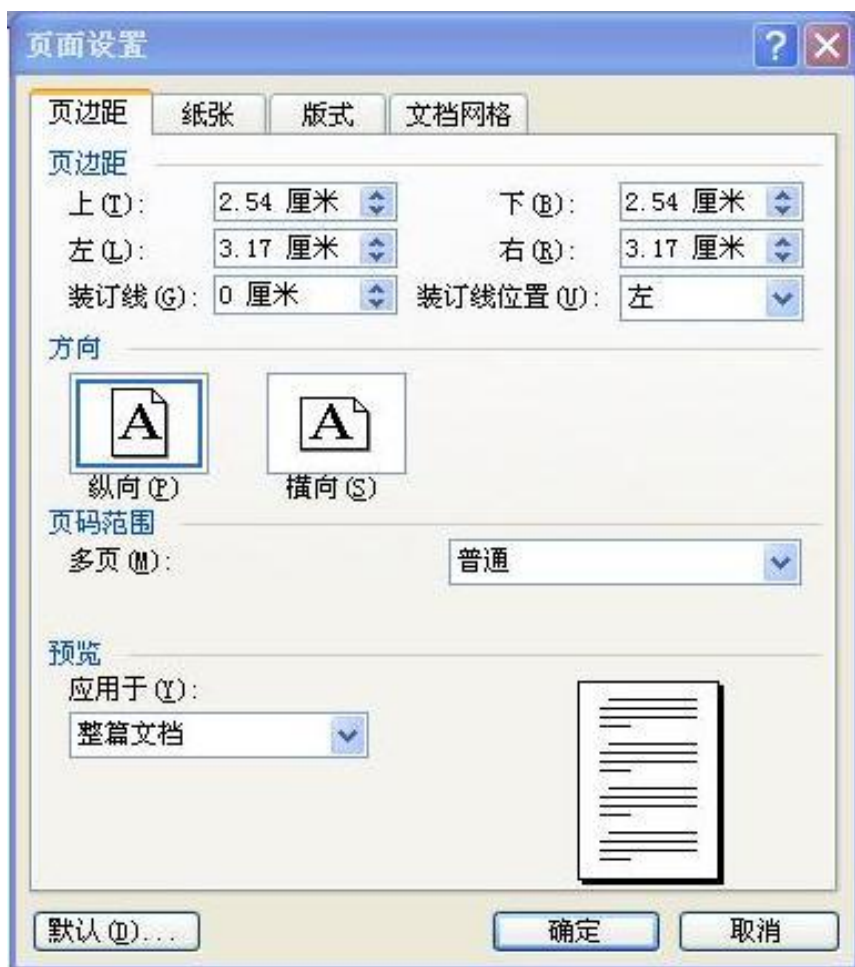 页面设置
页边距 纸张 版式 文档网格
页边距
上(T): 2.54 厘米 下(B): 2.54 厘米
左(L): 3.17 厘米 右(R): 3.17 厘米
装订线(G): 0 厘米 装订线位置(U): 左
方向
A A
纵向(P) 横向(S)
页码范围
多页(M): 普通
预览
应用于(Y):
整篇文档
默认(D)... 确定 取消